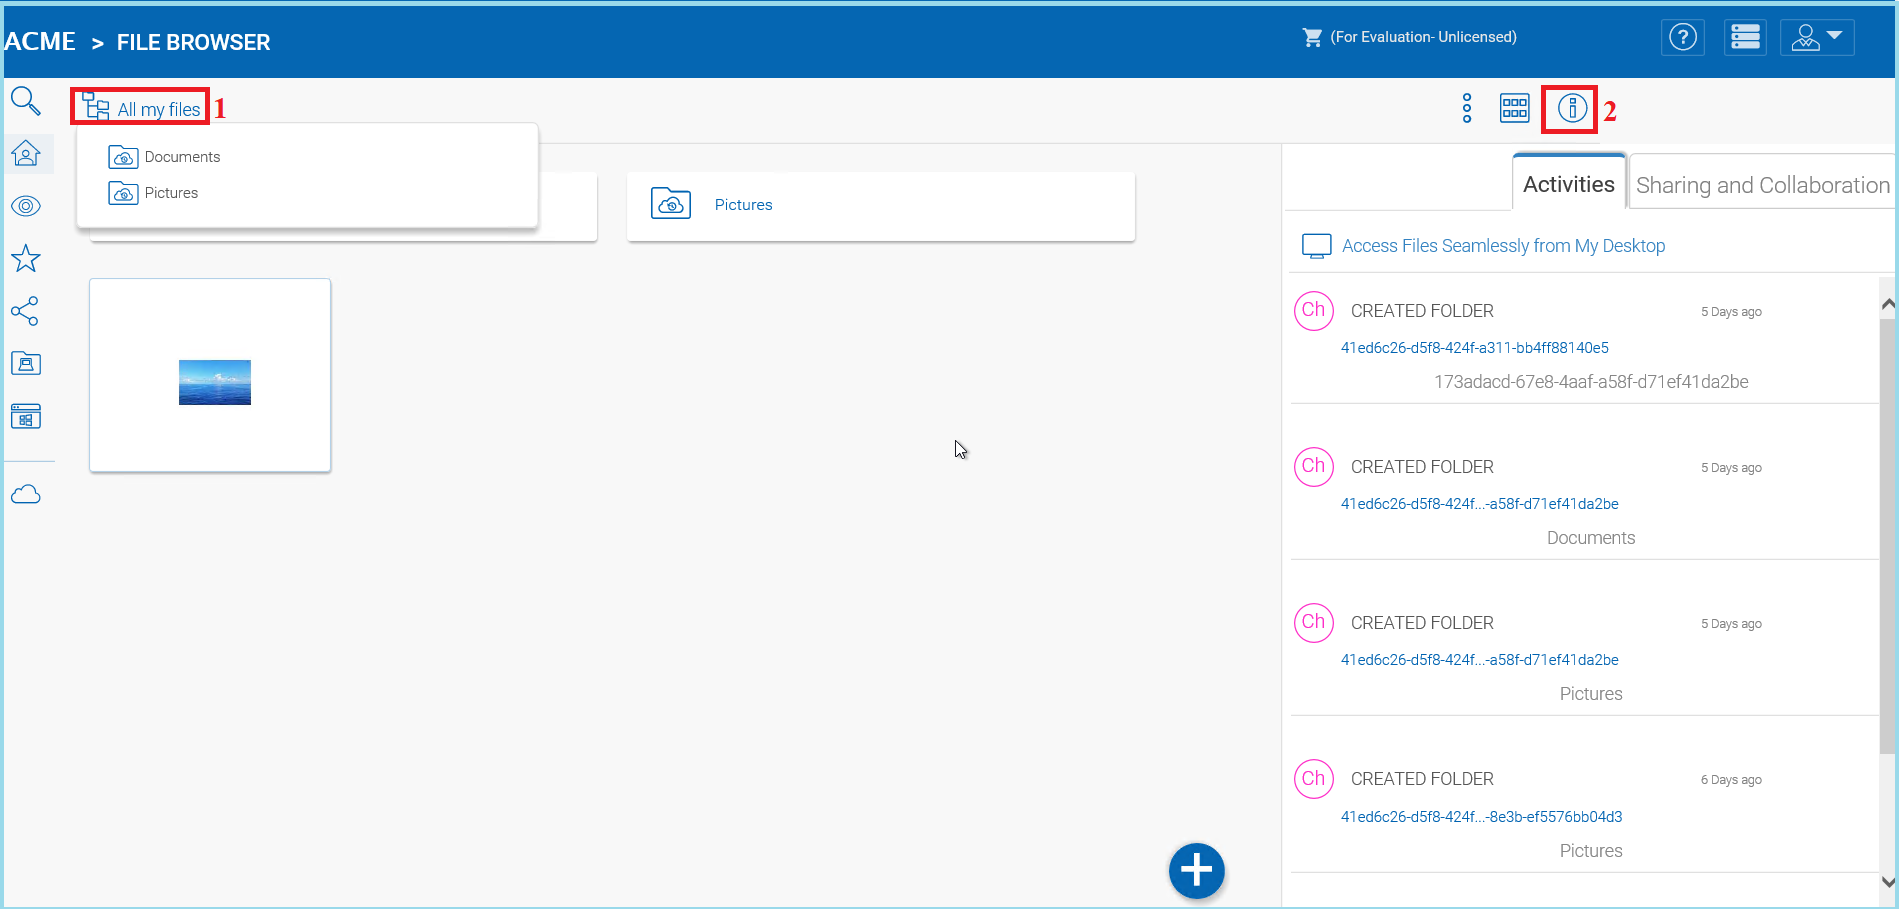 ACME > FILE BROWSER
(For Evaluation- Unlicensed)
All my files 1
2
Documents
Pictures
Pictures
Activities
Sharing and Collaboration
Access Files Seamlessly from My Desktop
Ch CREATED FOLDER 5 Days ago
41ed6c26-d5f8-424f-a311-bb4ff88140e5
173adacd-67e8-4aaf-a58f-d71ef41da2be
Ch CREATED FOLDER 5 Days ago
41ed6c26-d5f8-424f...-a58f-d71ef41da2be
Documents
Ch CREATED FOLDER 5 Days ago
41ed6c26-d5f8-424f...-a58f-d71ef41da2be
Pictures
Ch CREATED FOLDER 6 Days ago
41ed6c26-d5f8-424f...-8e3b-ef5576bb04d3
Pictures